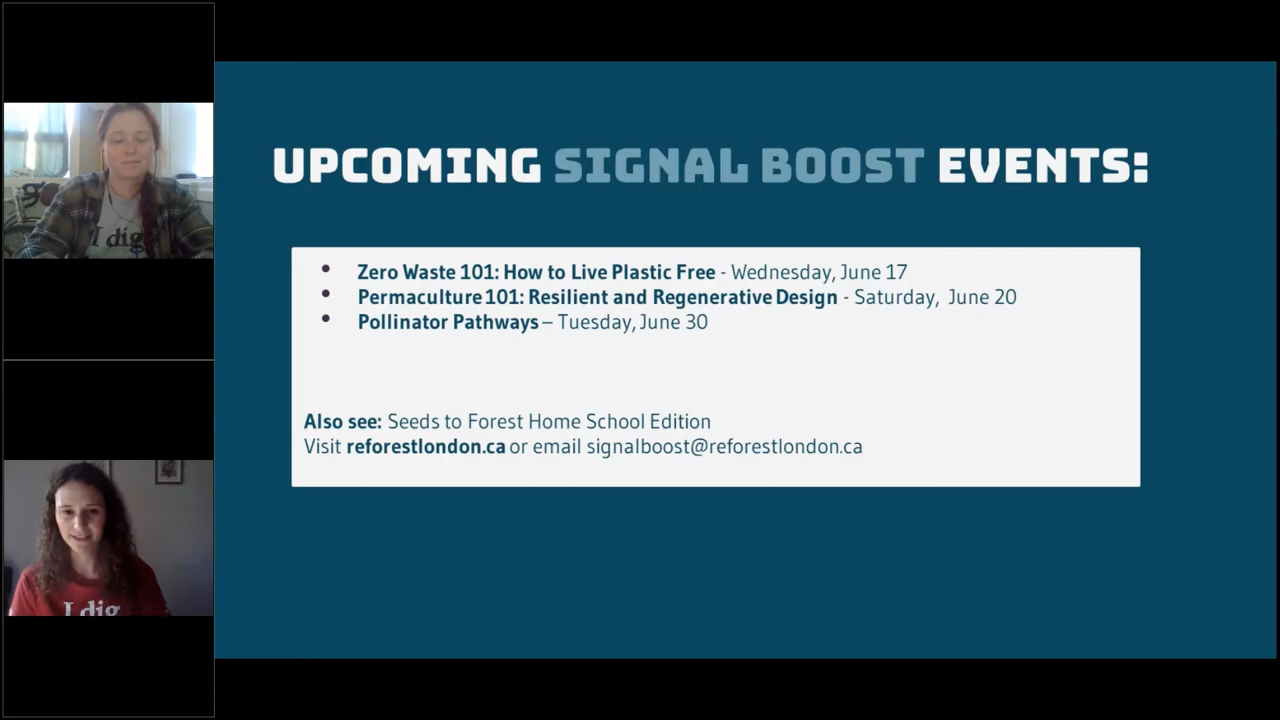 UPCOMING SIGNAL BOOST EVENTS:
• Zero Waste 101: How to Live Plastic Free - Wednesday, June 17
• Permaculture 101: Resilient and Regenerative Design - Saturday, June 20
• Pollinator Pathways – Tuesday, June 30
Also see: Seeds to Forest Home School Edition
Visit reforestlondon.ca or email signalboost@reforestlondon.ca
I dig
I dig